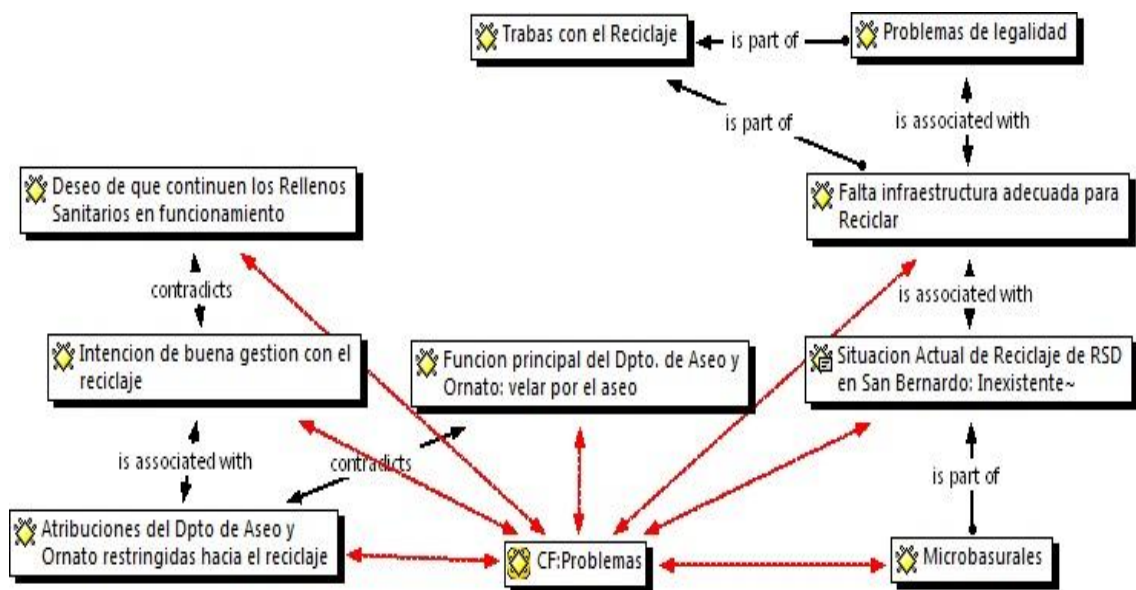 Trabas con el Reciclaje
is part of
Problemas de legalidad
is part of
is associated with
Deseo de que continuen los Rellenos
Sanitarios en funcionamiento
Falta infraestructura adecuada para
Reciclar
contradicts
is associated with
Intencion de buena gestion con el
reciclaje
Funcion principal del Dpto. de Aseo y
Ornato: velar por el aseo
Situacion Actual de Reciclaje de RSD
en San Bernardo: Inexistente~
is associated with
contradicts
is part of
Atribuciones del Dpto de Aseo y
Ornato restringidas hacia el reciclaje
CF:Problemas
Microbasurales